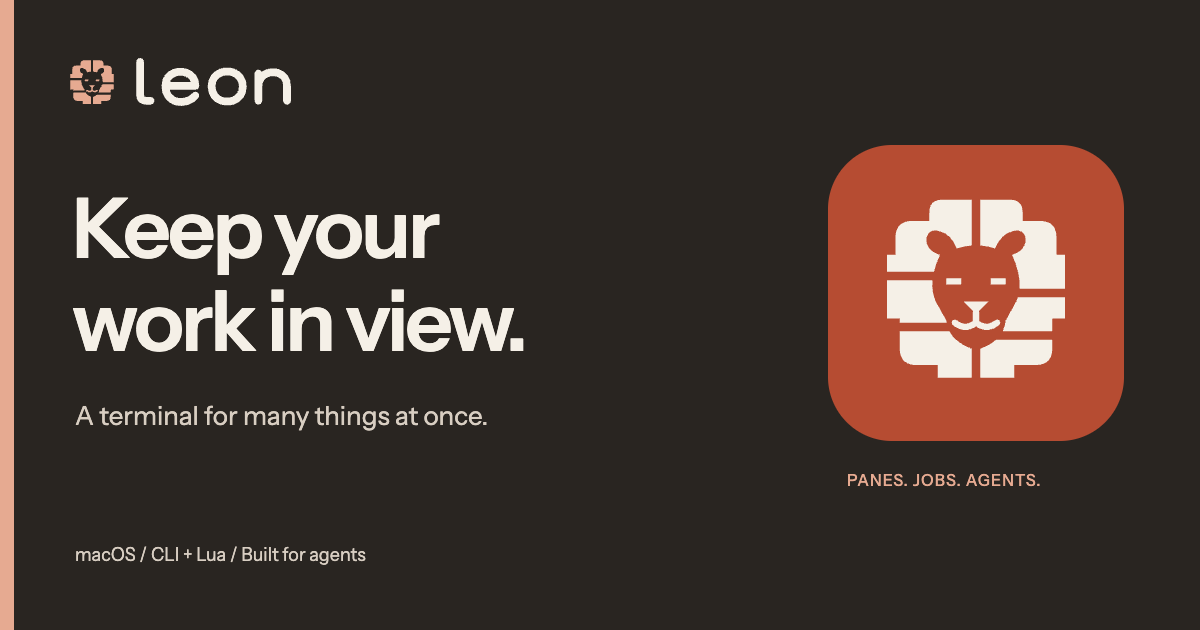 leon
Keep your
work in view.
A terminal for many things at once.
PANES. JOBS. AGENTS.
macOS / CLI + Lua / Built for agents